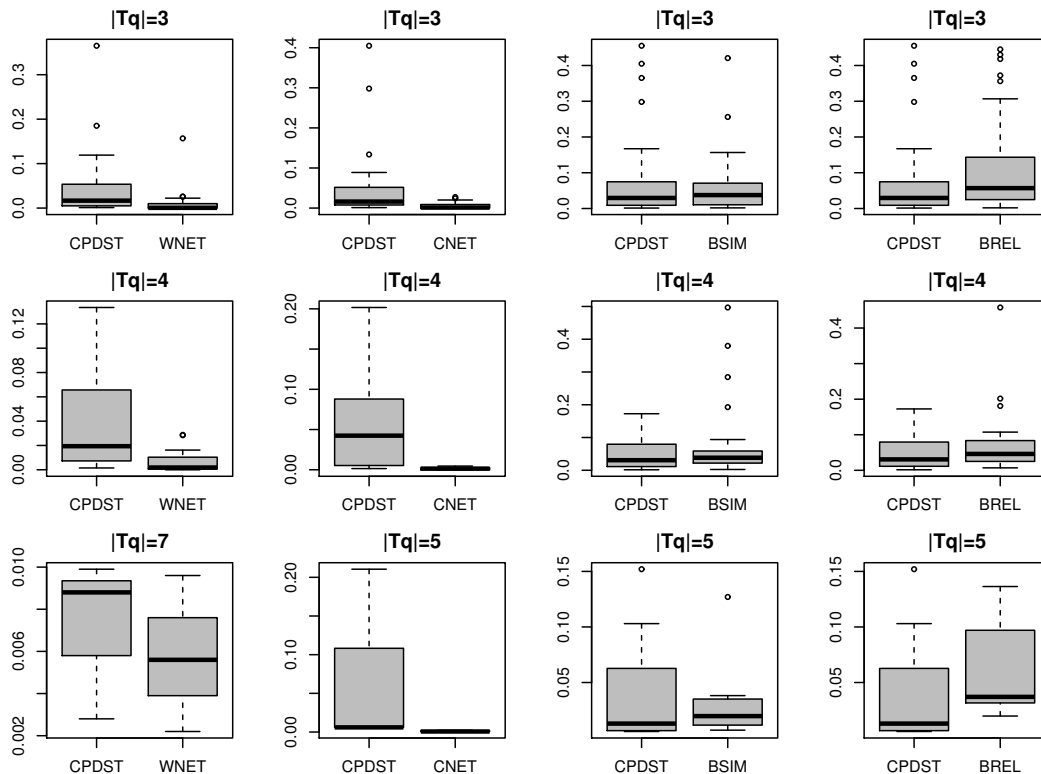 |Tq|=3 |Tq|=3 |Tq|=3 |Tq|=3
0.0 0.1 0.2 0.3
CPDST WNET
0.0 0.1 0.2 0.3 0.4
CPDST CNET
0.0 0.1 0.2 0.3 0.4
CPDST BSIM
0.0 0.1 0.2 0.3 0.4
CPDST BREL
|Tq|=4 |Tq|=4 |Tq|=4 |Tq|=4
0.00 0.04 0.08 0.12
CPDST WNET
0.00 0.10 0.20
CPDST CNET
0.0 0.2 0.4
CPDST BSIM
0.0 0.2 0.4
CPDST BREL
|Tq|=7 |Tq|=5 |Tq|=5 |Tq|=5
0.002 0.006 0.010
CPDST WNET
0.00 0.10 0.20
CPDST CNET
0.05 0.10 0.15
CPDST BSIM
0.05 0.10 0.15
CPDST BREL